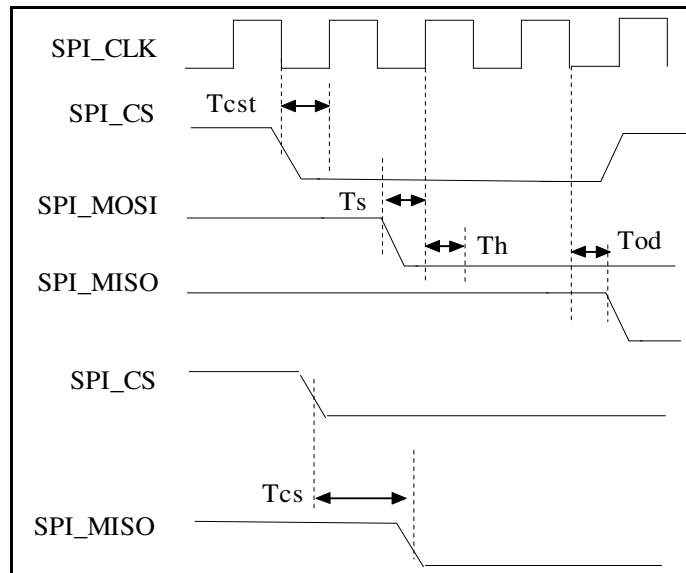 SPI_CLK
Tcst
SPI_CS
Ts
SPI_MOSI
Th
Tod
SPI_MISO
SPI_CS
Tcs
SPI_MISO